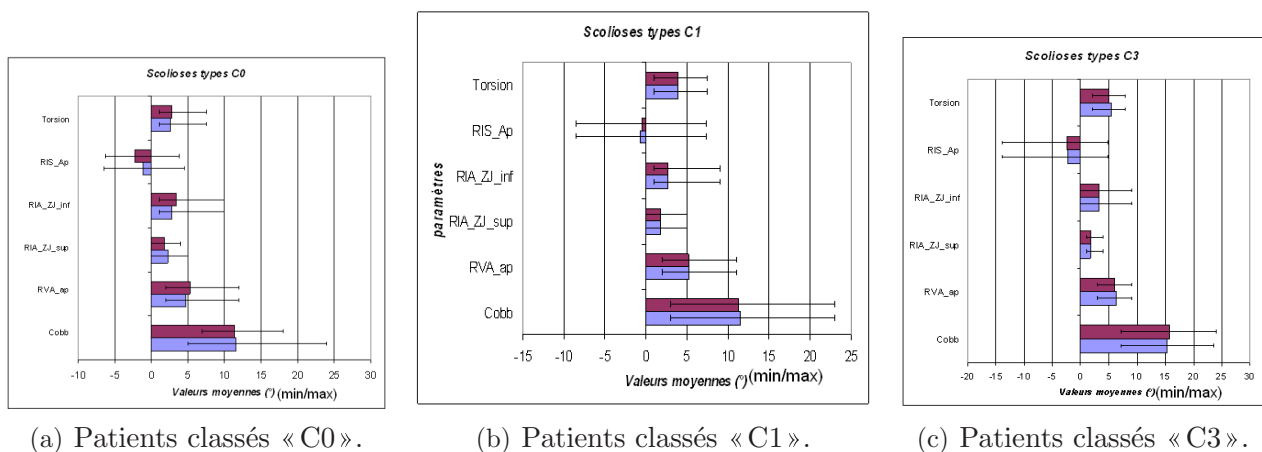 Scolioses types C0
Torsion
RIS_Ap
RIA_ZJ_inf
RIA_ZJ_sup
RVA_ap
Cobb
-10 -5 0 5 10 15 20 25 30
Valeurs moyennes (°)(min/max)
(a) Patients classés « C0 ».
Scolioses types C1
paramètres
Torsion
RIS_Ap
RIA_ZJ_inf
RIA_ZJ_sup
RVA_ap
Cobb
-15 -10 -5 0 5 10 15 20 25
Valeurs moyennes (°)(min/max)
(b) Patients classés « C1 ».
Scolioses types C3
Torsion
RIS_Ap
RIA_ZJ_inf
RIA_ZJ_sup
RVA_ap
Cobb
-20 -15 -10 -5 0 5 10 15 20 25 30
Valeurs moyennes (°)(min/max)
(c) Patients classés « C3 ».